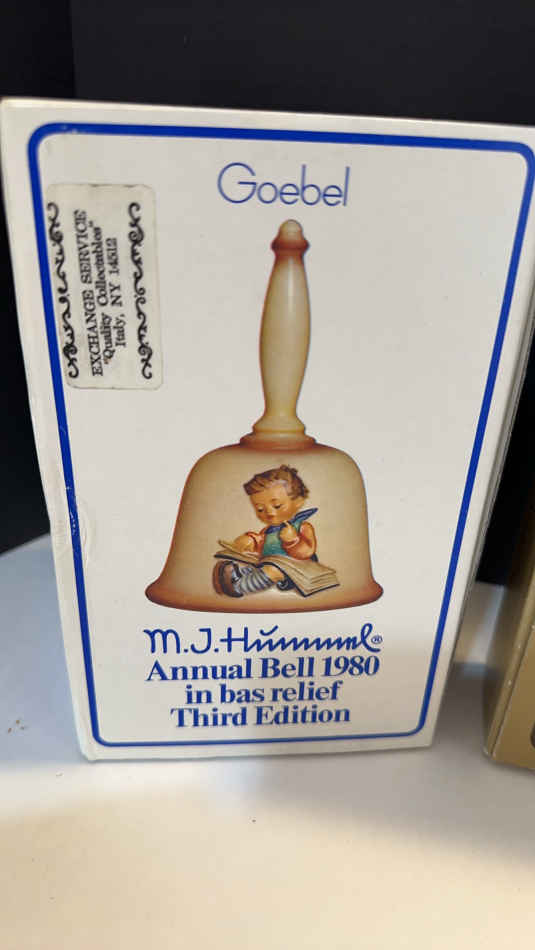 Goebel
EXCHANGE SERVICE
"Quality Collectables"
Italy, NY 14512
M.J. Hummel®
Annual Bell 1980
in bas relief
Third Edition